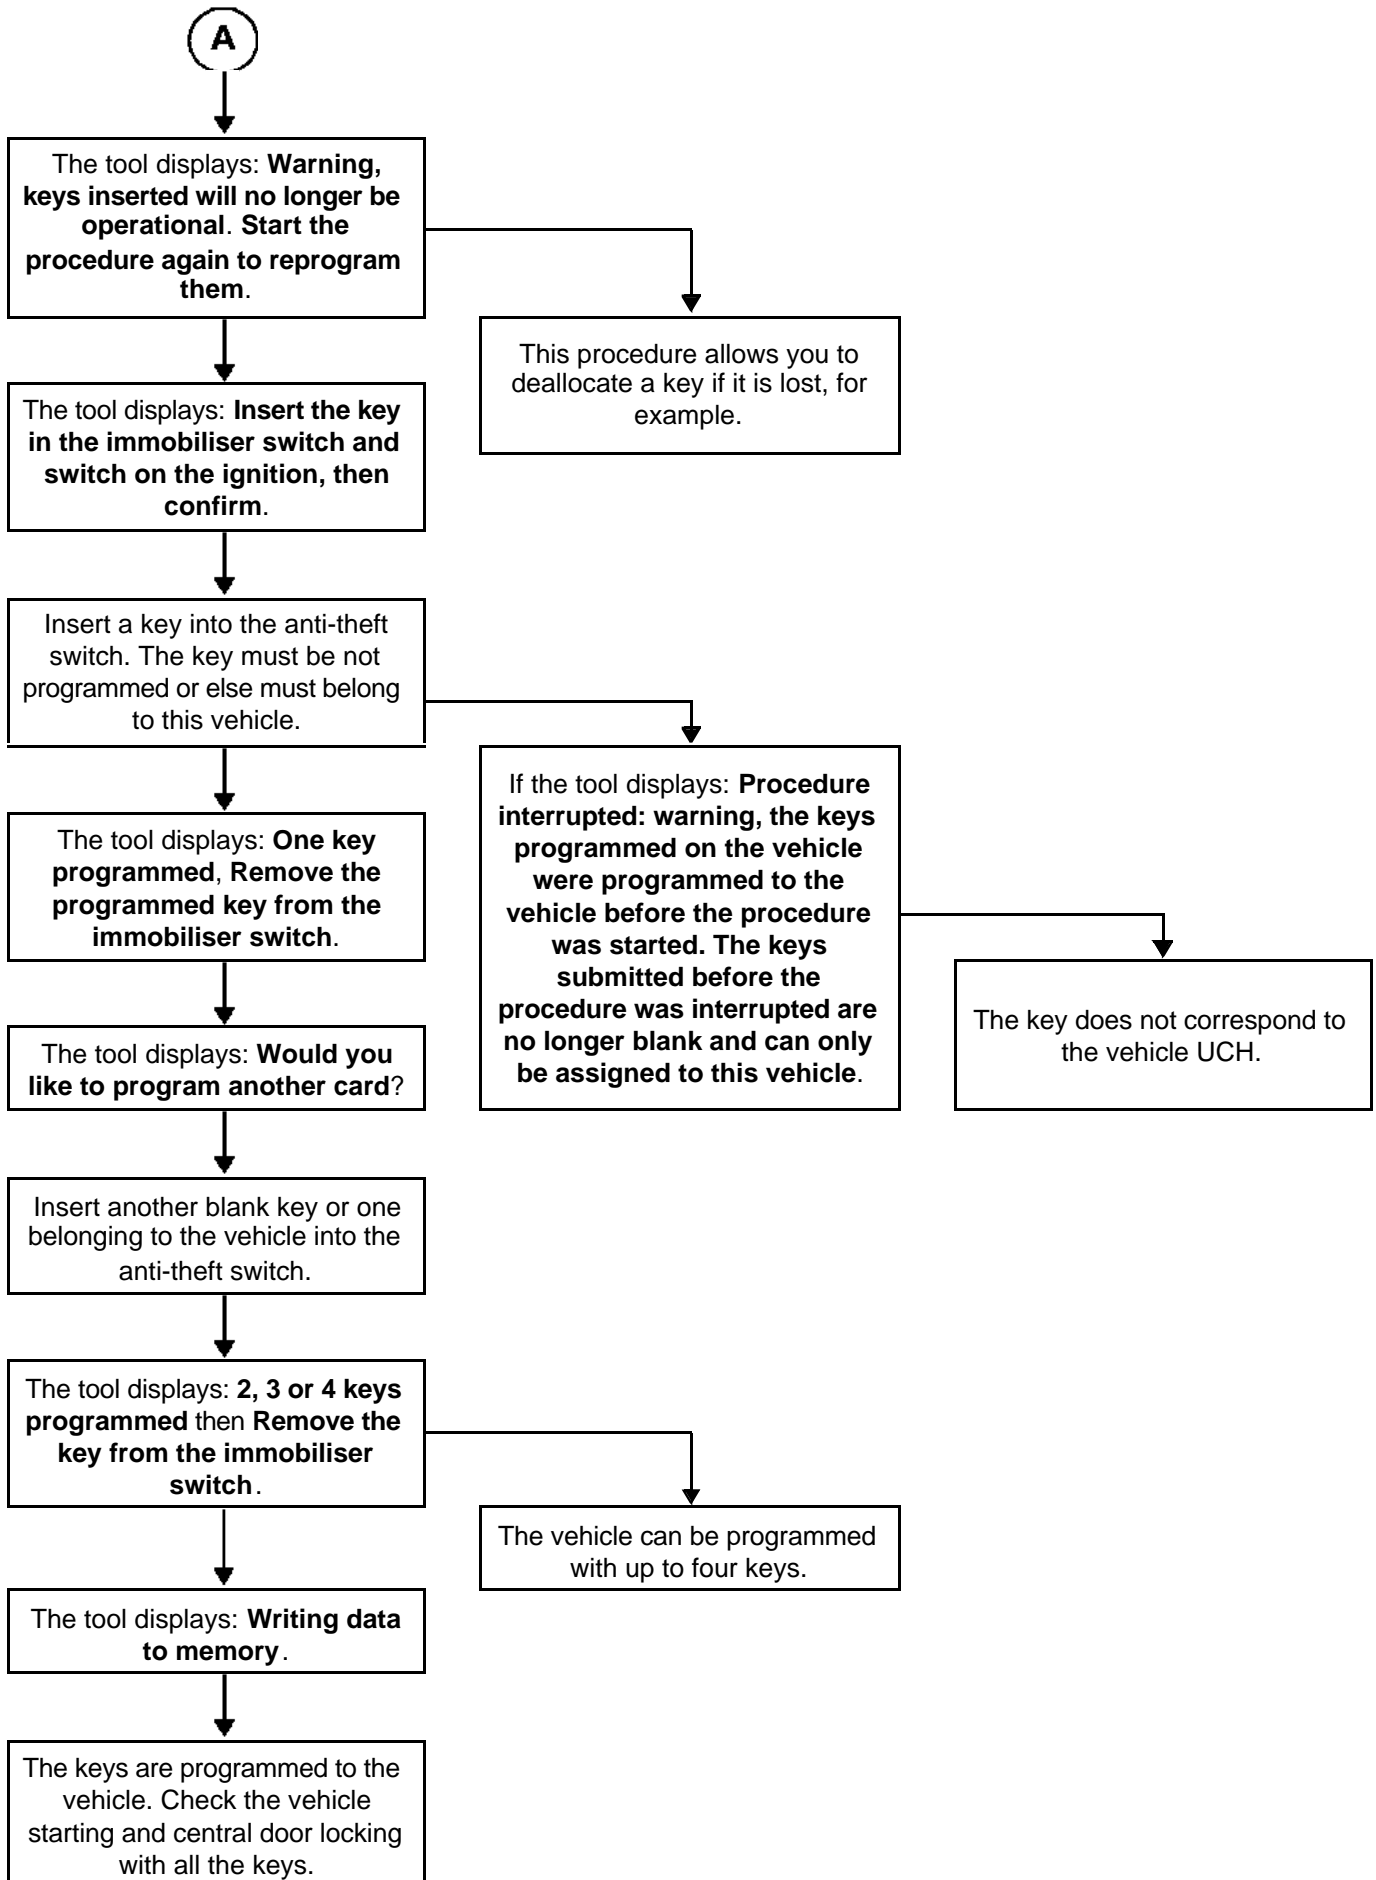 A
The tool displays: Warning,
keys inserted will no longer be
operational. Start the
procedure again to reprogram
them.
This procedure allows you to
deallocate a key if it is lost, for
example.
The tool displays: Insert the key
in the immobiliser switch and
switch on the ignition, then
confirm.
Insert a key into the anti-theft
switch. The key must be not
programmed or else must belong
to this vehicle.
If the tool displays: Procedure
interrupted: warning, the keys
programmed on the vehicle
were programmed to the
vehicle before the procedure
was started. The keys
submitted before the
procedure was interrupted are
no longer blank and can only
be assigned to this vehicle.
The key does not correspond to
the vehicle UCH.
The tool displays: One key
programmed, Remove the
programmed key from the
immobiliser switch.
The tool displays: Would you
like to program another card?
Insert another blank key or one
belonging to the vehicle into the
anti-theft switch.
The tool displays: 2, 3 or 4 keys
programmed then Remove the
key from the immobiliser
switch.
The vehicle can be programmed
with up to four keys.
The tool displays: Writing data
to memory.
The keys are programmed to the
vehicle. Check the vehicle
starting and central door locking
with all the keys.